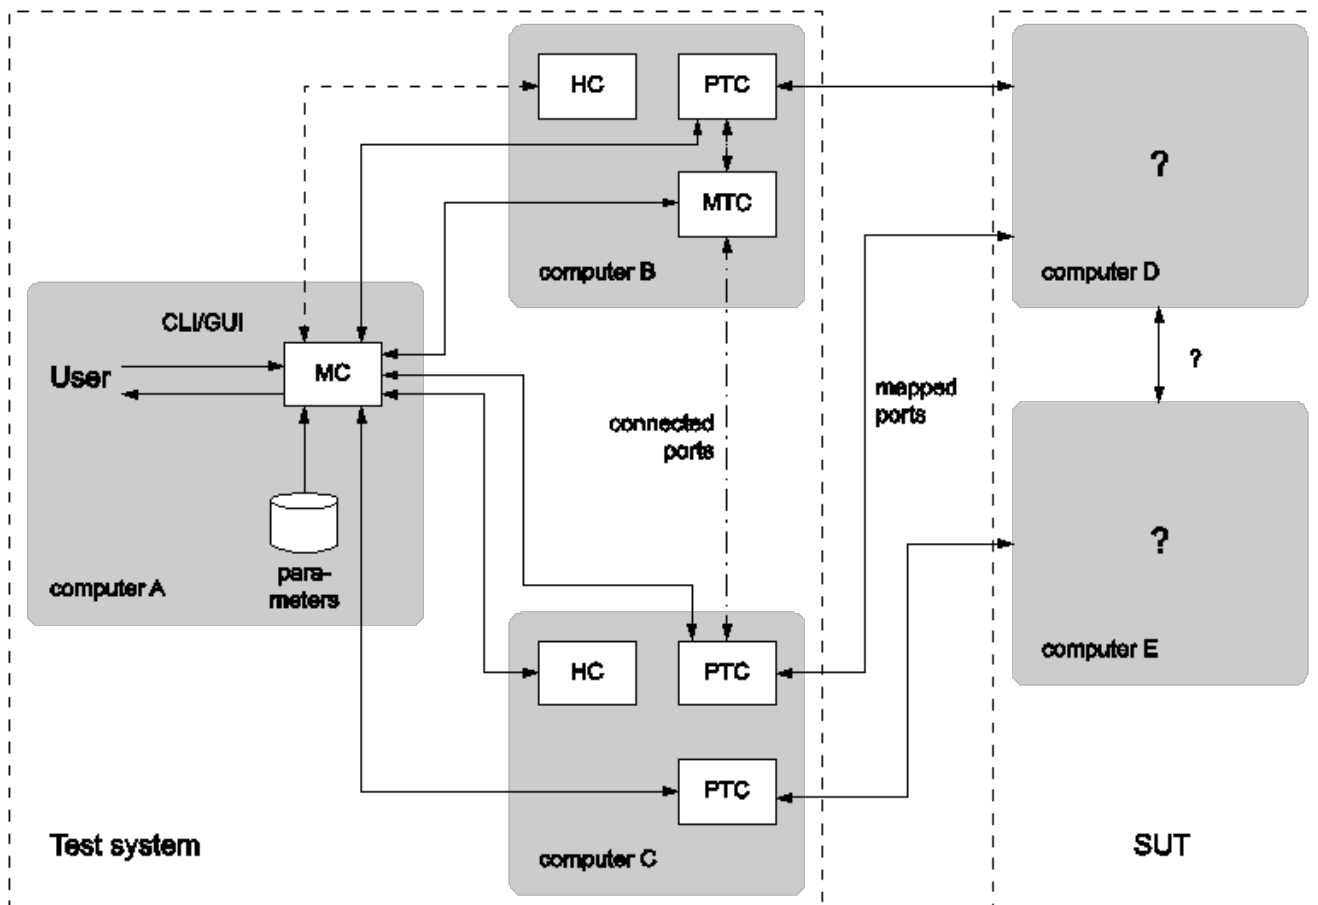 HC
PTC
?
MTC
computer B
computer D
CLI/GUI
User
MC
?
mapped
ports
connected
ports
?
para-
meters
computer A
HC
PTC
computer E
PTC
Test system
computer C
SUT